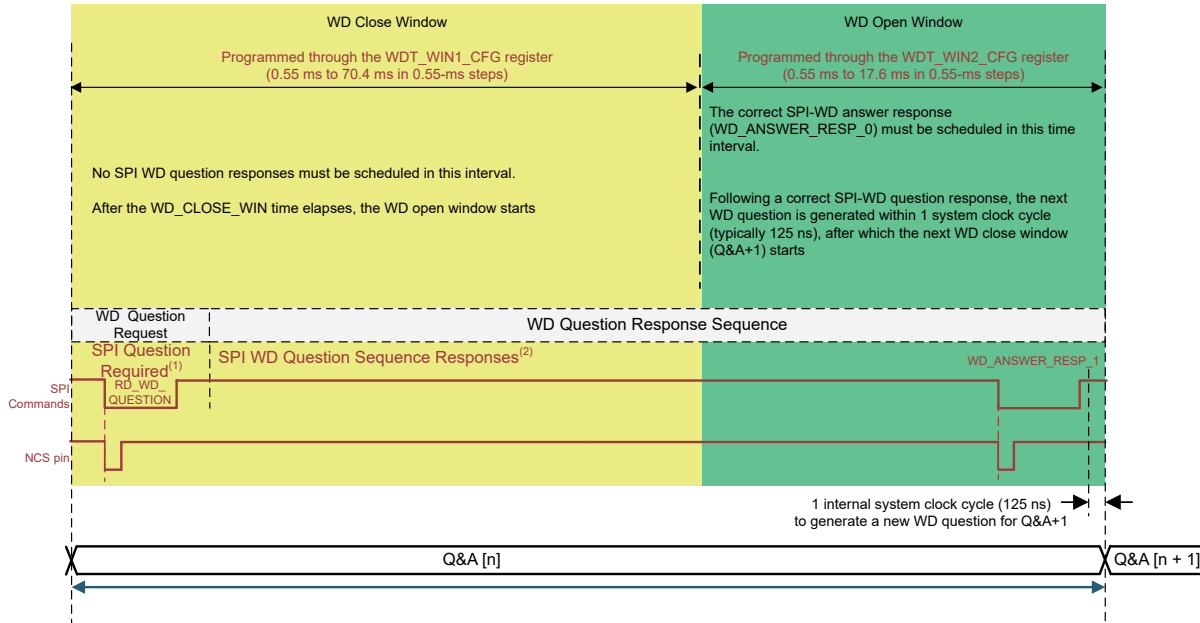 WD Close Window
WD Open Window
Programmed through the WDT_WIN1_CFG register
(0.55 ms to 70.4 ms in 0.55-ms steps)
Programmed through the WDT_WIN2_CFG register
(0.55 ms to 17.6 ms in 0.55-ms steps)
The correct SPI-WD answer response
(WD_ANSWER_RESP_0) must be scheduled in this time
interval.
No SPI WD question responses must be scheduled in this interval.
After the WD_CLOSE_WIN time elapses, the WD open window starts
Following a correct SPI-WD question response, the next
WD question is generated within 1 system clock cycle
(typically 125 ns), after which the next WD close window
(Q&A+1) starts
WD Question
Request
WD Question Response Sequence
SPI Question
Required(1)
SPI WD Question Sequence Responses(2)
WD_ANSWER_RESP_1
SPI
Commands
RD_WD_
QUESTION
NCS pin
1 internal system clock cycle (125 ns)
to generate a new WD question for Q&A+1
Q&A [n]
Q&A [n + 1]